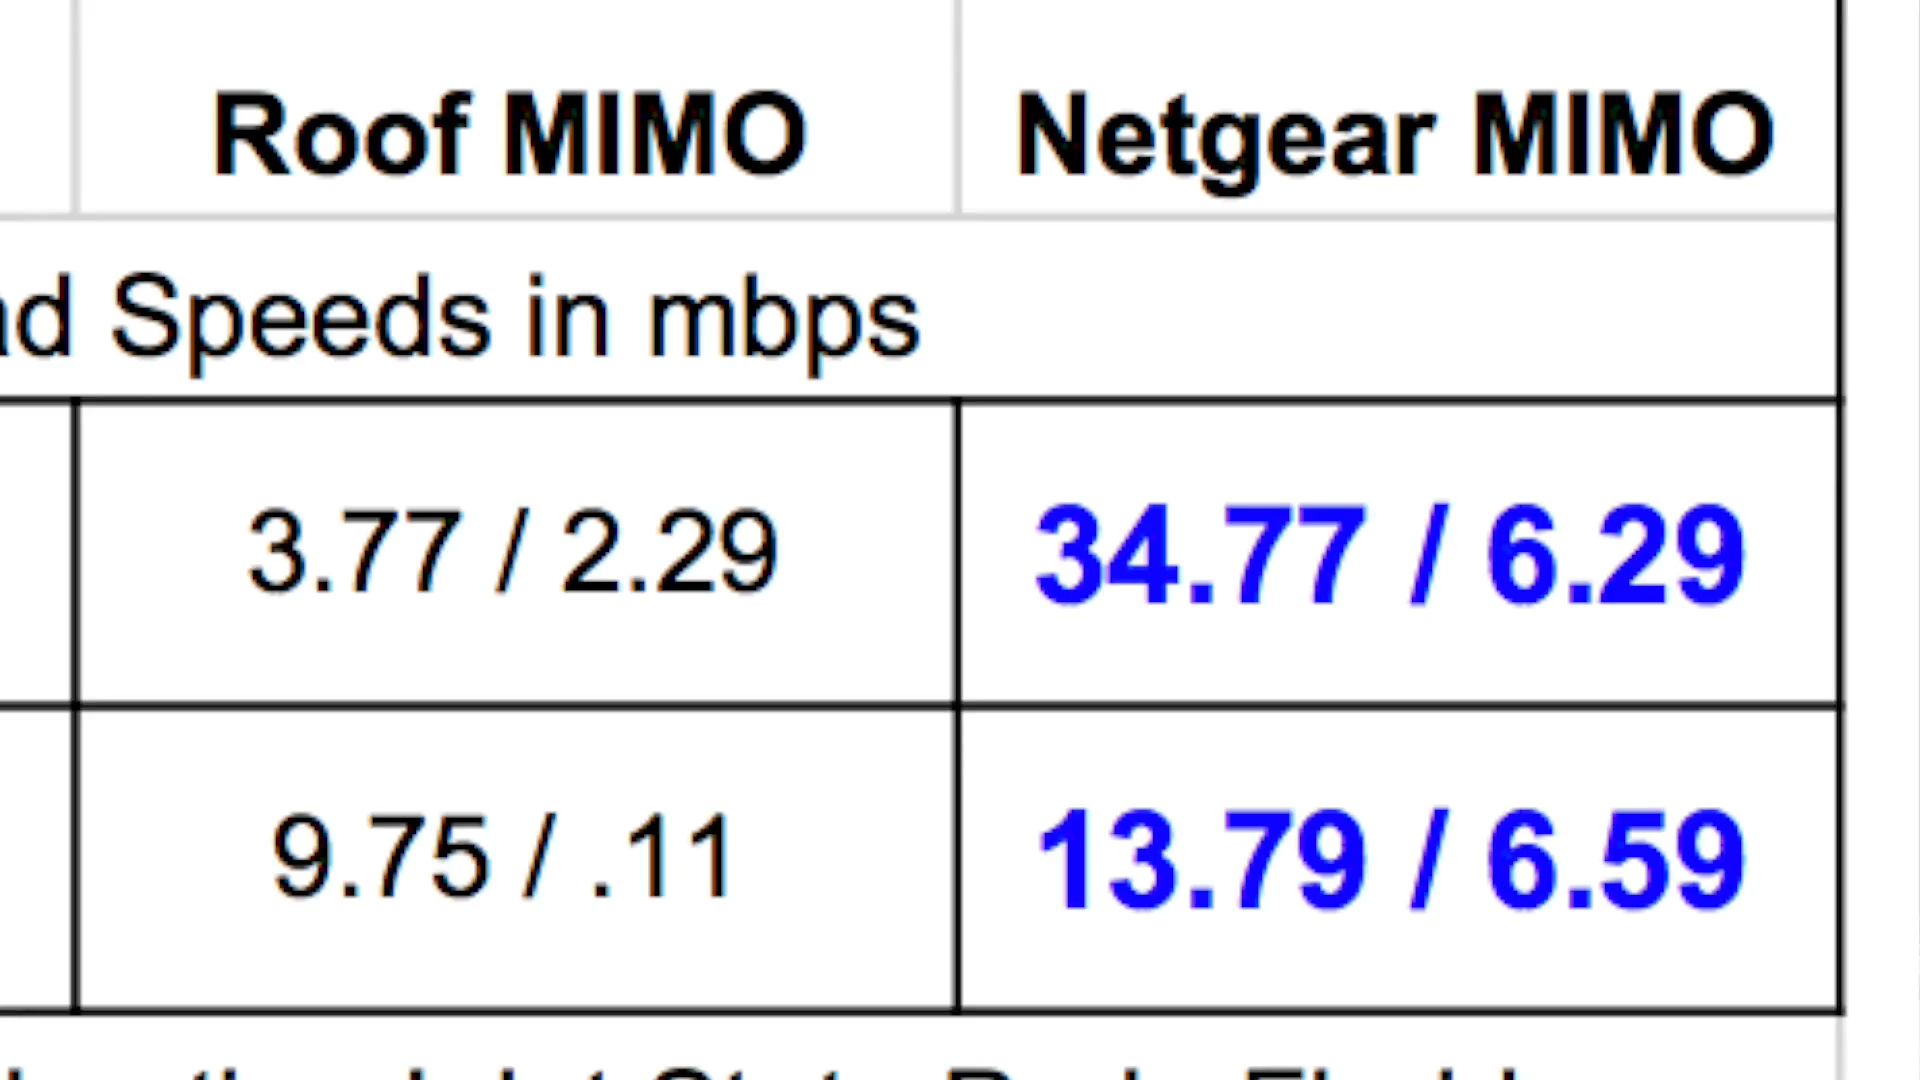 Roof MIMO Netgear MIMO
Speeds in mbps
3.77 / 2.29 34.77 / 6.29
9.75 / .11 13.79 / 6.59